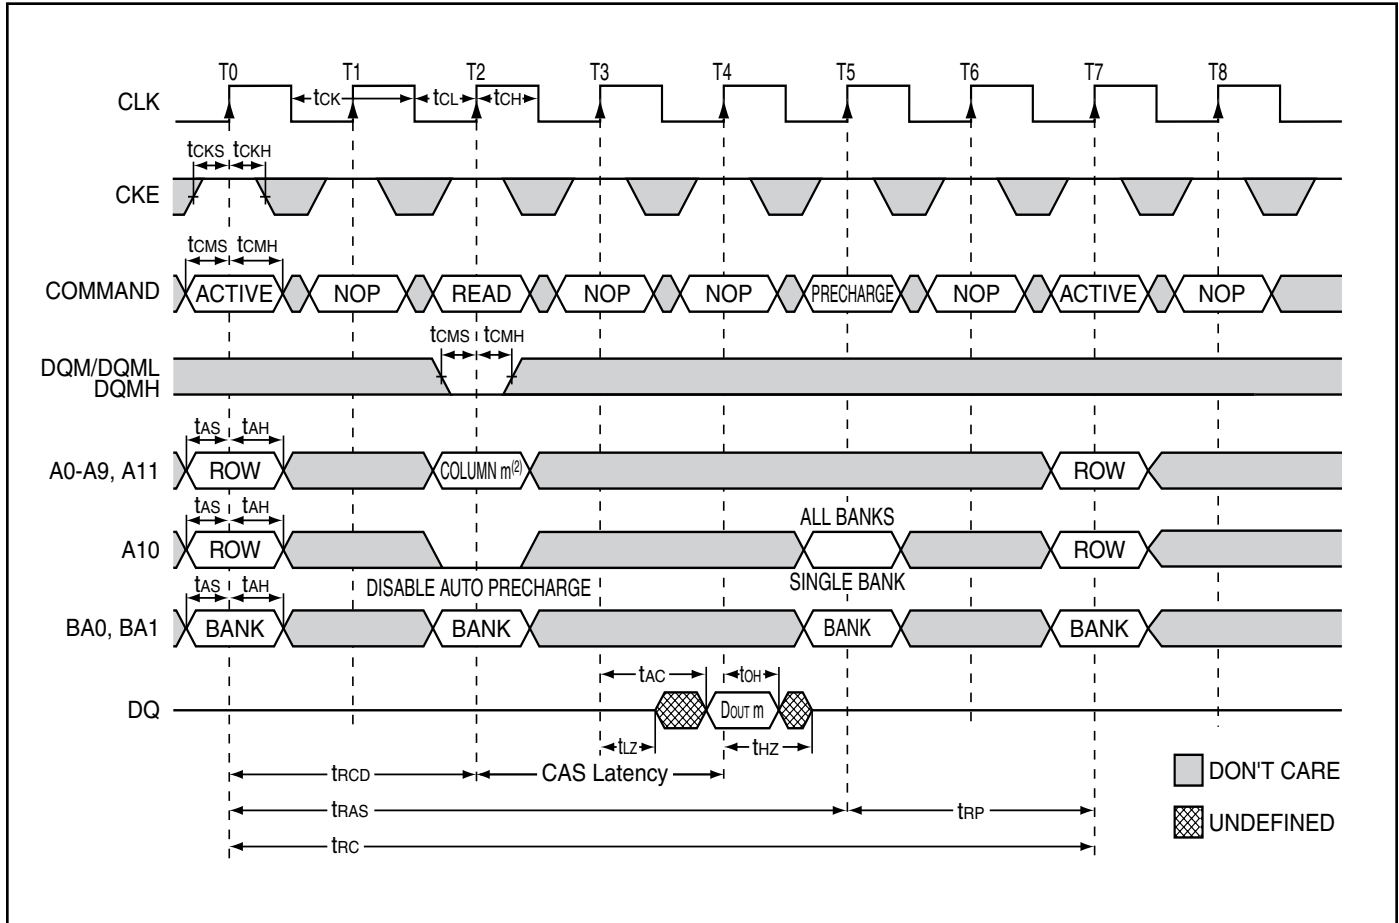 T0 T1 T2 T3 T4 T5 T6 T7 T8
CLK tCK tCL tCH
tCKS tCKH
CKE
tCMS tCMH
COMMAND ACTIVE NOP READ NOP NOP PRECHARGE NOP ACTIVE NOP
tCMS tCMH
DQM/DQML
DQMH
tAS tAH
A0-A9, A11 ROW COLUMN m(2) ROW
tAS tAH ALL BANKS
A10 ROW ROW
DISABLE AUTO PRECHARGE SINGLE BANK
tAS tAH
BA0, BA1 BANK BANK BANK BANK
tAC tOH
DQ DOUT m
tLZ tHZ
tRCD CAS Latency DON'T CARE
tRAS tRP
UNDEFINED
tRC